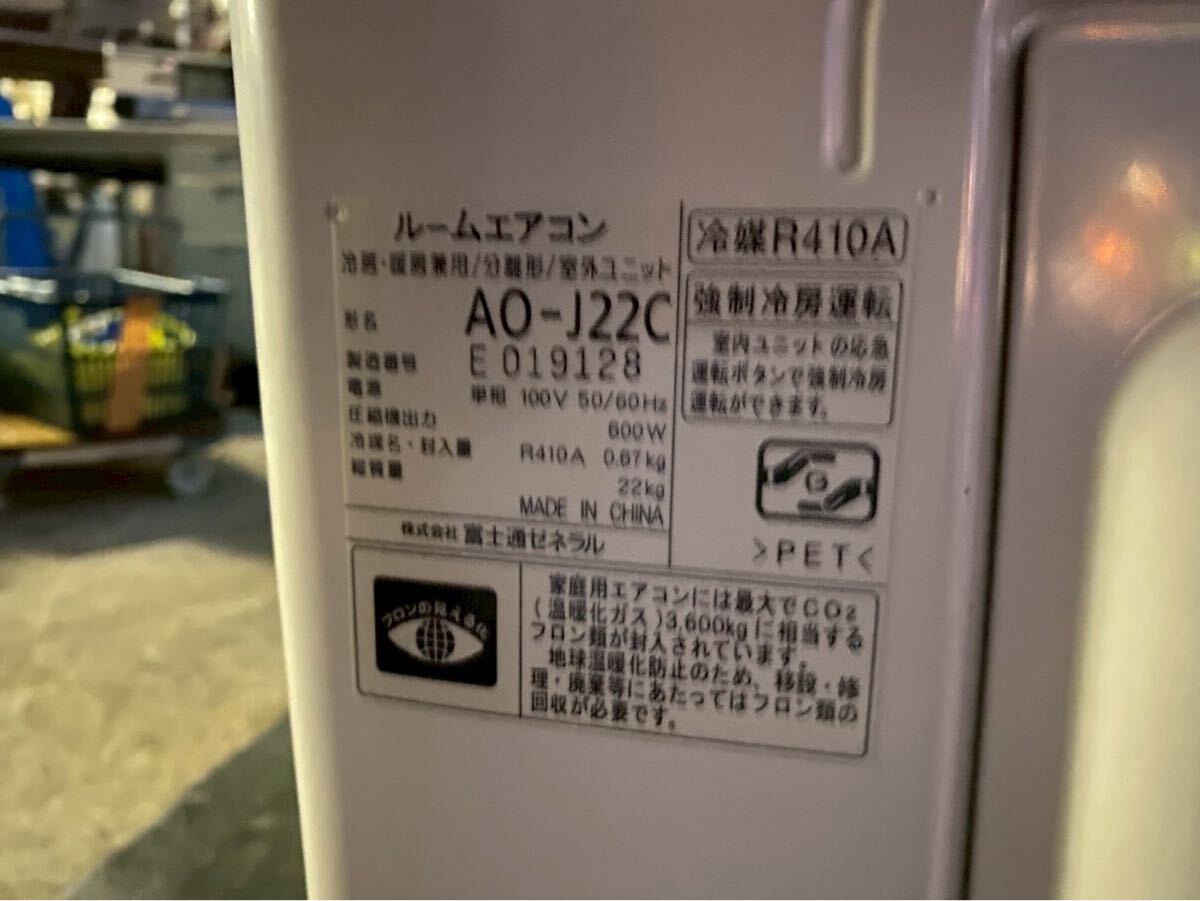 ルームエアコン
冷房・暖房兼用/分離形/室外ユニット
形名 AO-J22C
製造番号 E 019128
電源 単相 100V 50/60Hz
圧縮機出力 600W
冷媒名・封入量 R410A 0.67kg
総質量 22kg
MADE IN CHINA
株式会社 富士通ゼネラル
冷媒R410A
強制冷房運転
室内ユニットの応急
運転ボタンで強制冷房
運転ができます。
G
>PET<
フロンの見える化
家庭用エアコンには最大でCO2
(温暖化ガス)3,600kgに相当する
フロン類が封入されています。
地球温暖化防止のため、移設・修
理・廃棄等にあたってはフロン類の
回収が必要です。